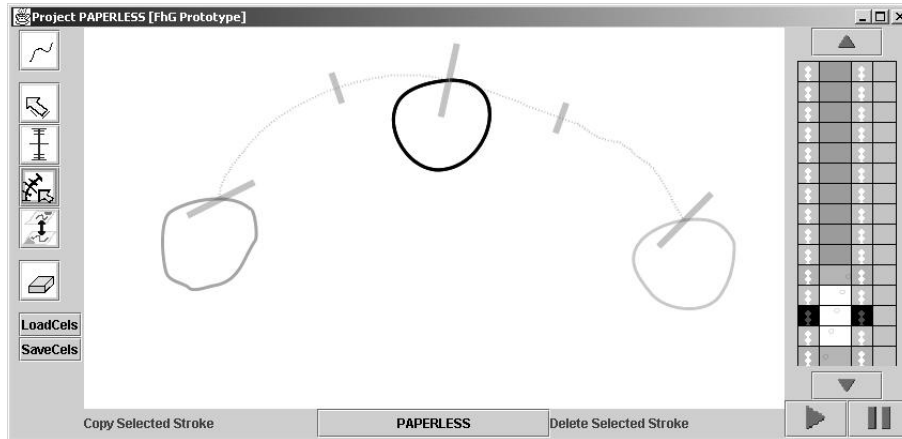 Project PAPERLESS [FhG Prototype]
LoadCels
SaveCels
Copy Selected Stroke PAPERLESS Delete Selected Stroke